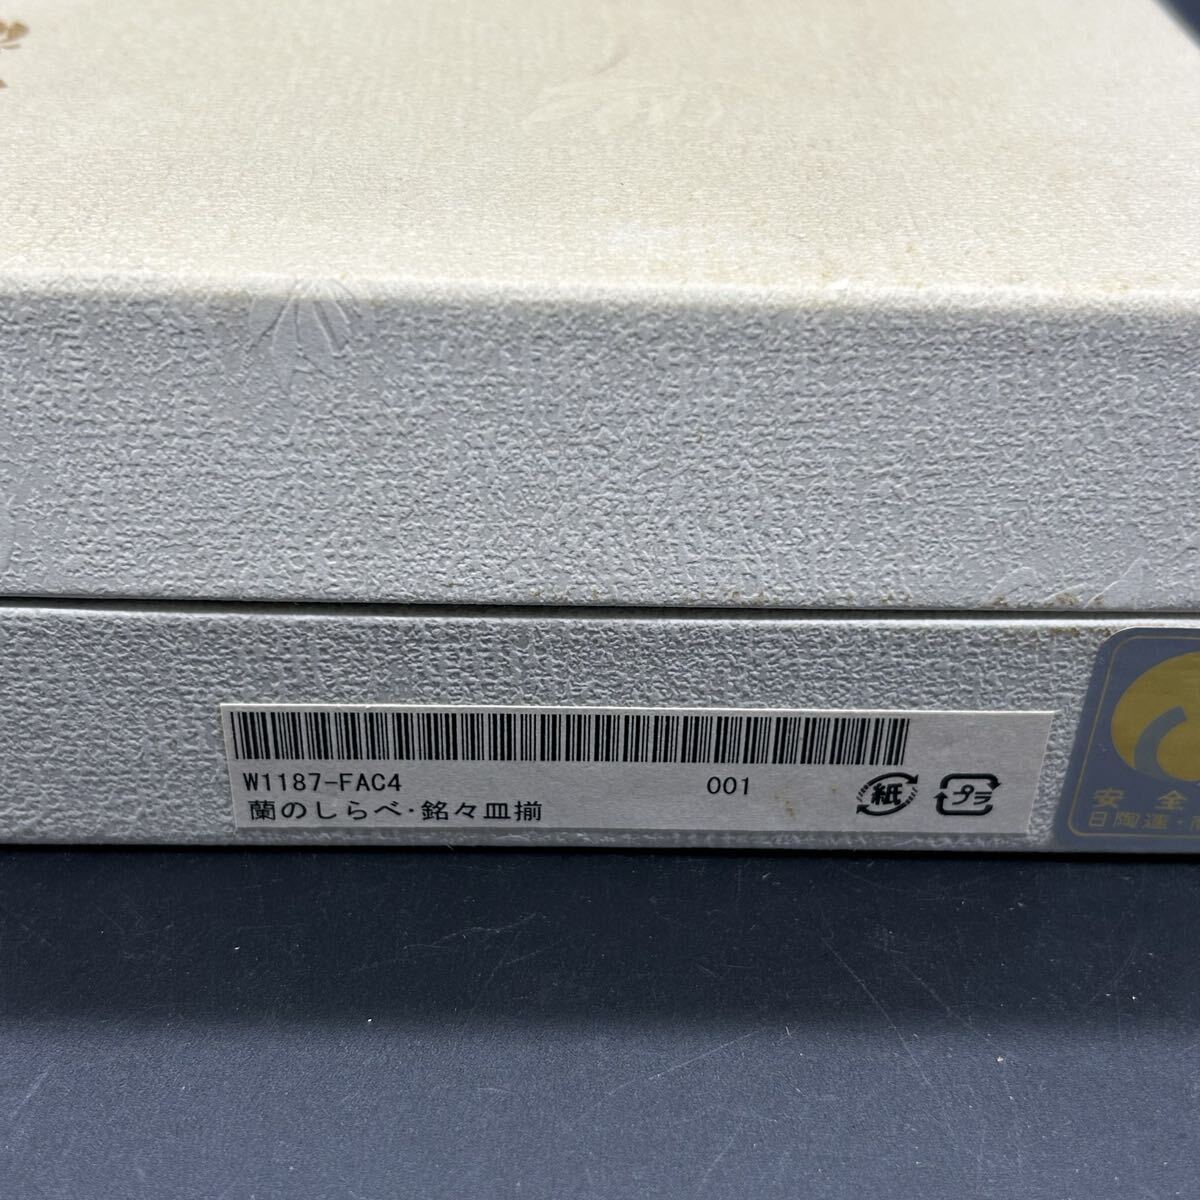 W1187-FAC4 001
蘭のしらべ・銘々皿揃
紙
プラ
安全
日陶連・